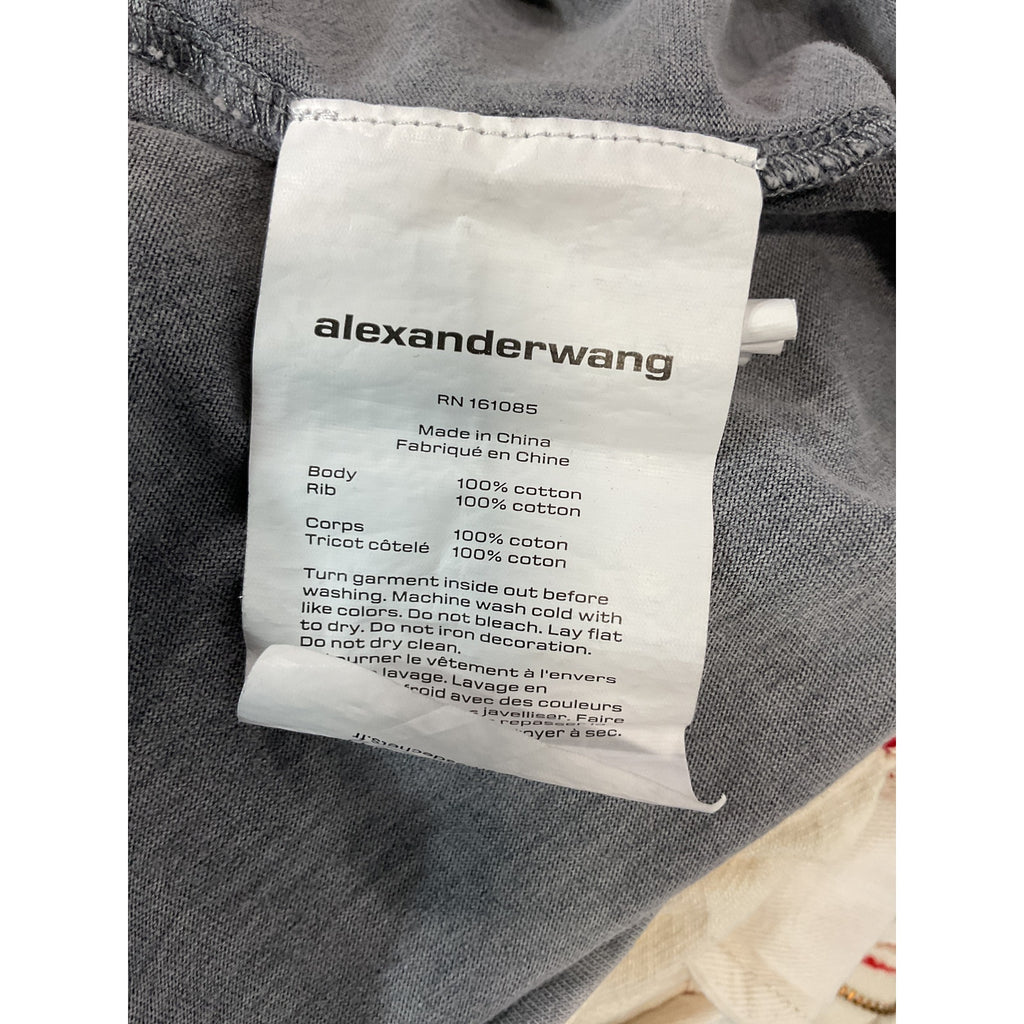 alexanderwang
RN 161085
Made in China
Fabriqué en Chine
Body 100% cotton
Rib 100% cotton
Corps 100% coton
Tricot côtelé 100% coton
Turn garment inside out before
washing. Machine wash cold with
like colors. Do not bleach. Lay flat
to dry. Do not iron decoration.
Do not dry clean.
le vêtement à l'envers
lavage. Lavage en
froid avec des couleurs
javelliser. Faire
à sec.